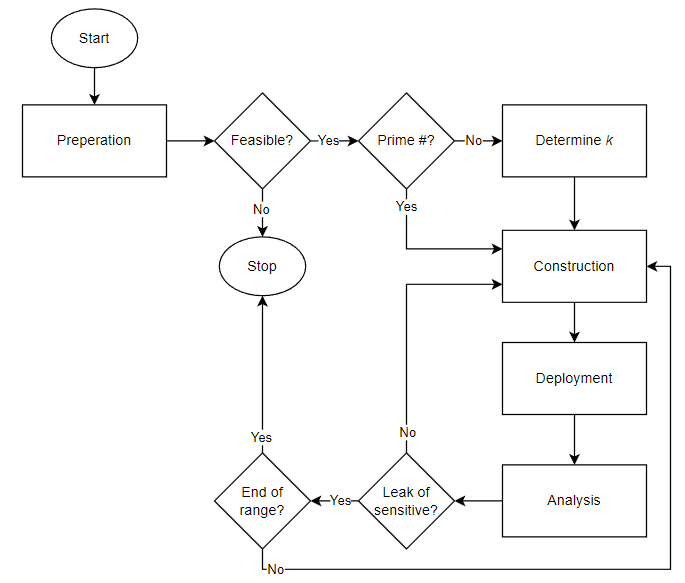 Start
Preperation
Feasible?
Yes
Prime #?
No
Determine k
No
Yes
Stop
Construction
Deployment
No
Yes
End of
range?
Yes
Leak of
sensitive?
Analysis
No